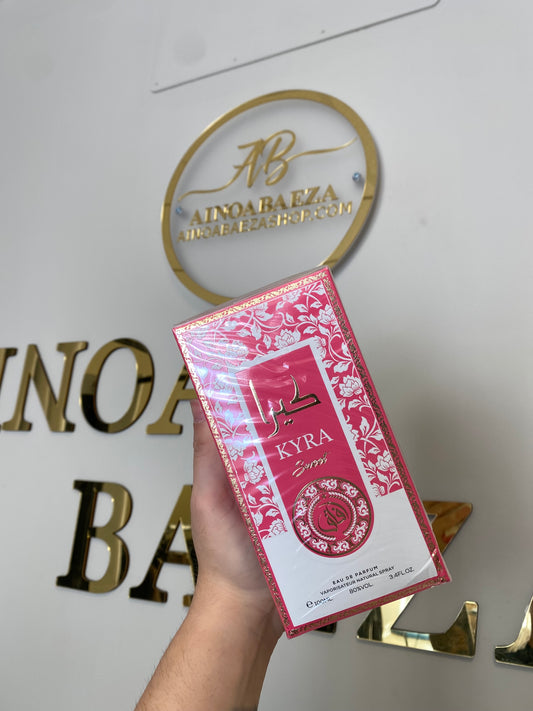 AB
AINOABAEZA
AINOABAEZASHOP.COM
INOA
BAEZA
كيرا
KYRA
Sweet
EAU DE PARFUM
VAPORISATEUR NATURAL SPRAY
e 100ML. 80%VOL. 3.4FL.OZ.